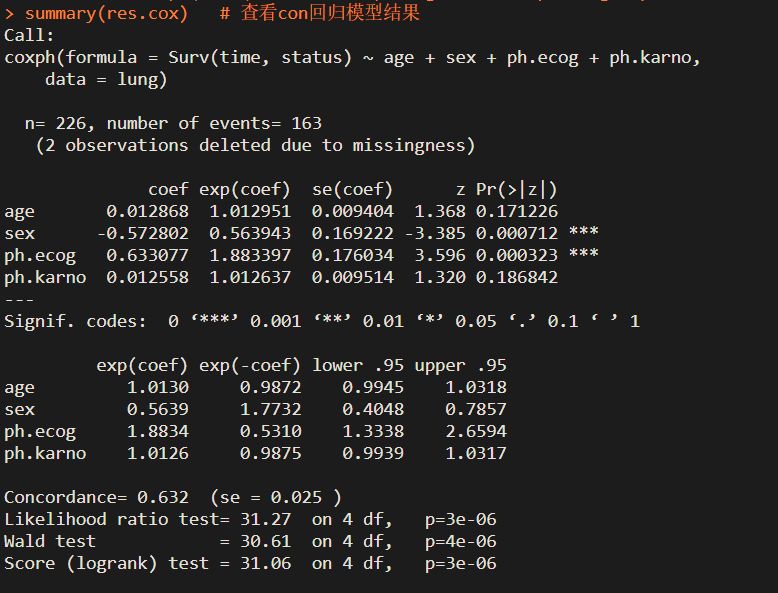 > summary(res.cox)   # 查看con回归模型结果
Call:
coxph(formula = Surv(time, status) ~ age + sex + ph.ecog + ph.karno,
    data = lung)
  n= 226, number of events= 163
   (2 observations deleted due to missingness)
              coef exp(coef)  se(coef)      z Pr(>|z|)
age       0.012868  1.012951  0.009404  1.368 0.171226
sex      -0.572802  0.563943  0.169222 -3.385 0.000712 ***
ph.ecog   0.633077  1.883397  0.176034  3.596 0.000323 ***
ph.karno  0.012558  1.012637  0.009514  1.320 0.186842
---
Signif. codes:  0 ‘***’ 0.001 ‘**’ 0.01 ‘*’ 0.05 ‘.’ 0.1 ‘ ’ 1
         exp(coef) exp(-coef) lower .95 upper .95
age         1.0130     0.9872    0.9945    1.0318
sex         0.5639     1.7732    0.4048    0.7857
ph.ecog     1.8834     0.5310    1.3338    2.6594
ph.karno    1.0126     0.9875    0.9939    1.0317
Concordance= 0.632  (se = 0.025 )
Likelihood ratio test= 31.27  on 4 df,   p=3e-06
Wald test            = 30.61  on 4 df,   p=4e-06
Score (logrank) test = 31.06  on 4 df,   p=3e-06